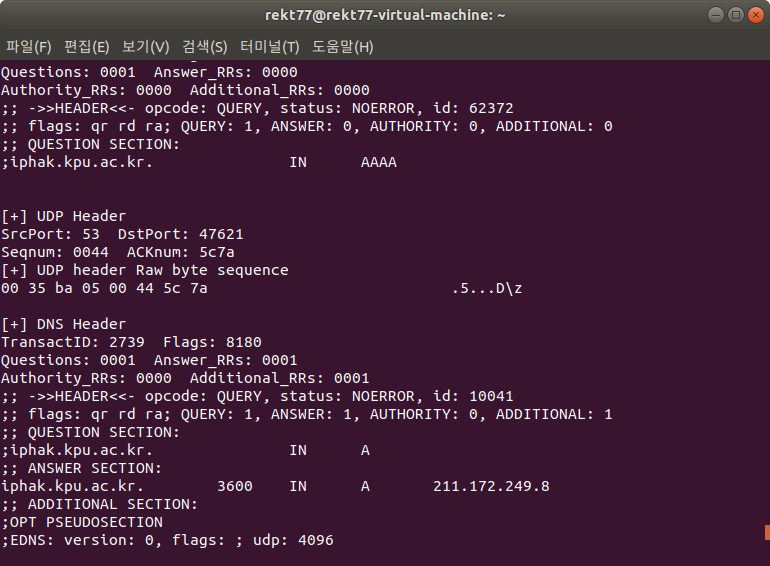 rekt77@rekt77-virtual-machine: ~
파일(F) 편집(E) 보기(V) 검색(S) 터미널(T) 도움말(H)
Questions: 0001  Answer_RRs: 0000
Authority_RRs: 0000  Additional_RRs: 0000
;; ->>HEADER<<- opcode: QUERY, status: NOERROR, id: 62372
;; flags: qr rd ra; QUERY: 1, ANSWER: 0, AUTHORITY: 0, ADDITIONAL: 0
;; QUESTION SECTION:
;iphak.kpu.ac.kr.               IN      AAAA
[+] UDP Header
SrcPort: 53  DstPort: 47621
Seqnum: 0044  ACKnum: 5c7a
[+] UDP header Raw byte sequence
00 35 ba 05 00 44 5c 7a                           .5...D\z
[+] DNS Header
TransactID: 2739  Flags: 8180
Questions: 0001  Answer_RRs: 0001
Authority_RRs: 0000  Additional_RRs: 0001
;; ->>HEADER<<- opcode: QUERY, status: NOERROR, id: 10041
;; flags: qr rd ra; QUERY: 1, ANSWER: 1, AUTHORITY: 0, ADDITIONAL: 1
;; QUESTION SECTION:
;iphak.kpu.ac.kr.               IN      A
;; ANSWER SECTION:
iphak.kpu.ac.kr.        3600    IN      A       211.172.249.8
;; ADDITIONAL SECTION:
;OPT PSEUDOSECTION
;EDNS: version: 0, flags: ; udp: 4096